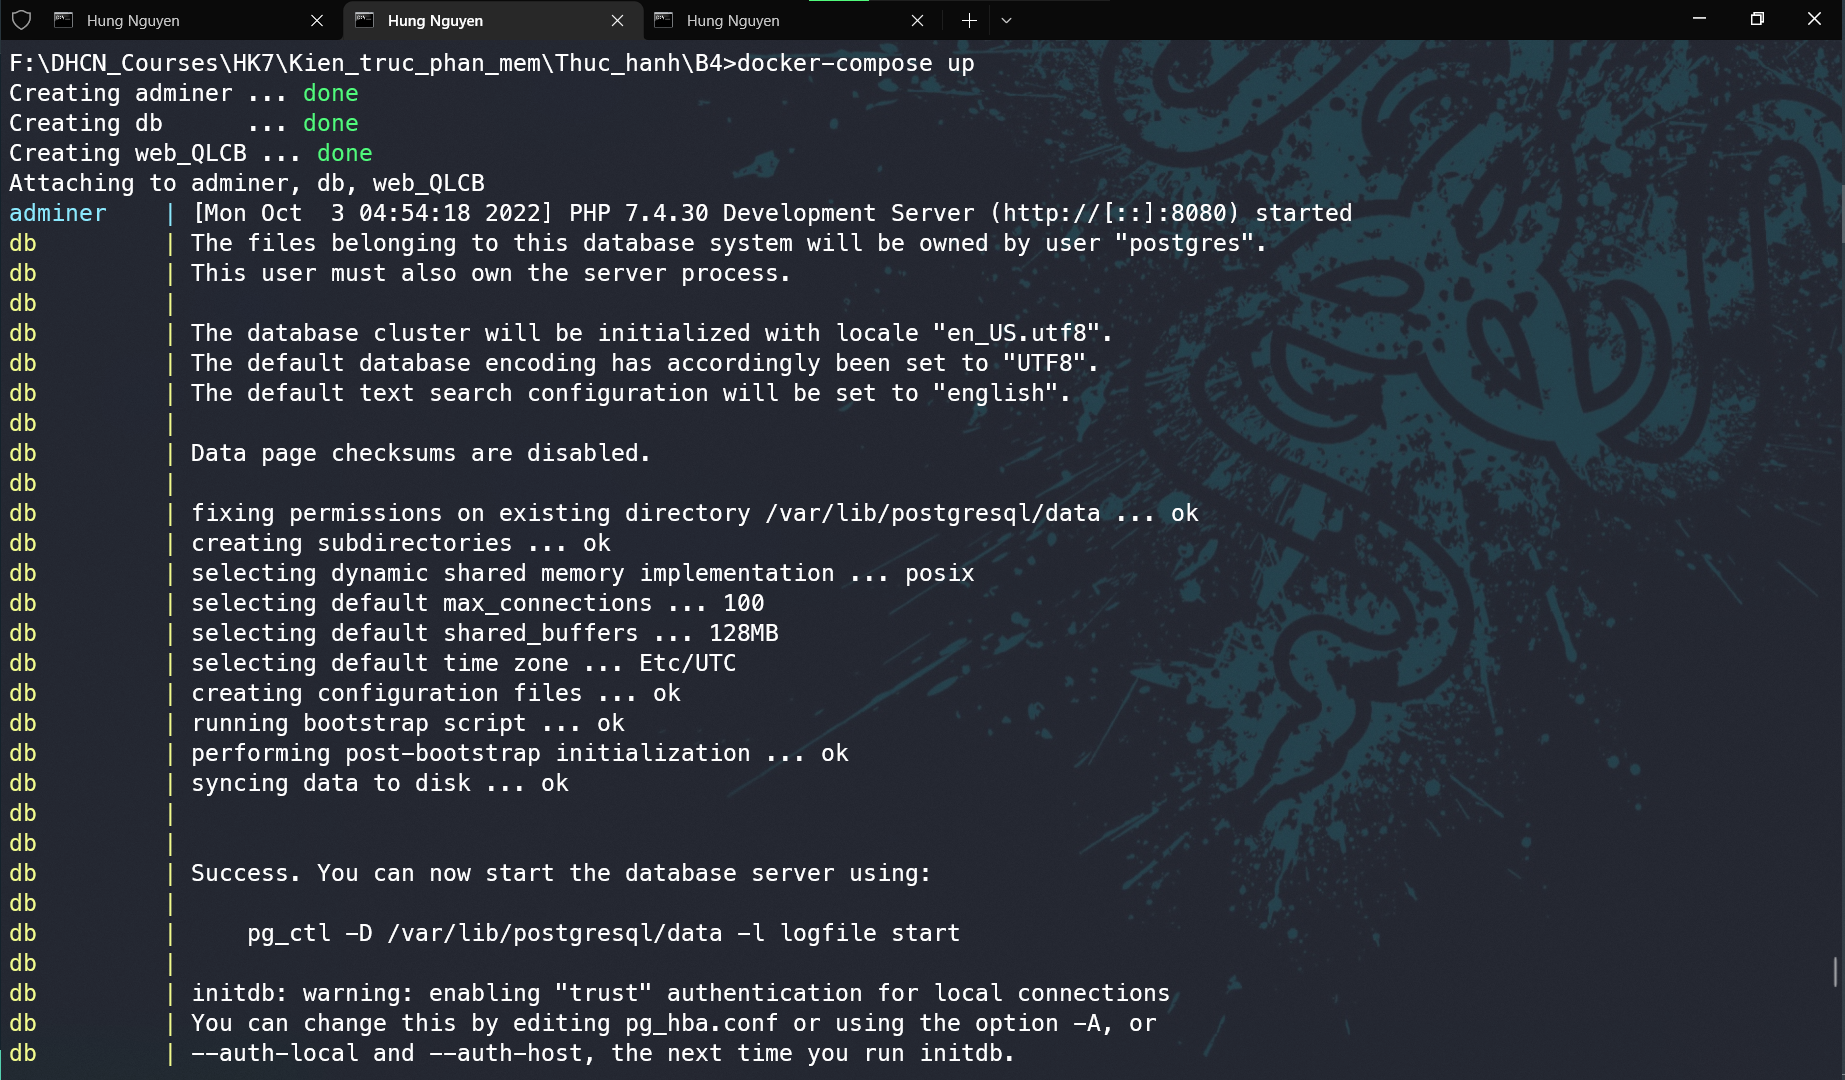 Hung Nguyen Hung Nguyen Hung Nguyen
F:\DHCN_Courses\HK7\Kien_truc_phan_mem\Thuc_hanh\B4>docker-compose up
Creating adminer ... done
Creating db      ... done
Creating web_QLCB ... done
Attaching to adminer, db, web_QLCB
adminer    | [Mon Oct  3 04:54:18 2022] PHP 7.4.30 Development Server (http://[::]:8080) started
db         | The files belonging to this database system will be owned by user "postgres".
db         | This user must also own the server process.
db         |
db         | The database cluster will be initialized with locale "en_US.utf8".
db         | The default database encoding has accordingly been set to "UTF8".
db         | The default text search configuration will be set to "english".
db         |
db         | Data page checksums are disabled.
db         |
db         | fixing permissions on existing directory /var/lib/postgresql/data ... ok
db         | creating subdirectories ... ok
db         | selecting dynamic shared memory implementation ... posix
db         | selecting default max_connections ... 100
db         | selecting default shared_buffers ... 128MB
db         | selecting default time zone ... Etc/UTC
db         | creating configuration files ... ok
db         | running bootstrap script ... ok
db         | performing post-bootstrap initialization ... ok
db         | syncing data to disk ... ok
db         |
db         |
db         | Success. You can now start the database server using:
db         |
db         |     pg_ctl -D /var/lib/postgresql/data -l logfile start
db         |
db         | initdb: warning: enabling "trust" authentication for local connections
db         | You can change this by editing pg_hba.conf or using the option -A, or
db         | --auth-local and --auth-host, the next time you run initdb.